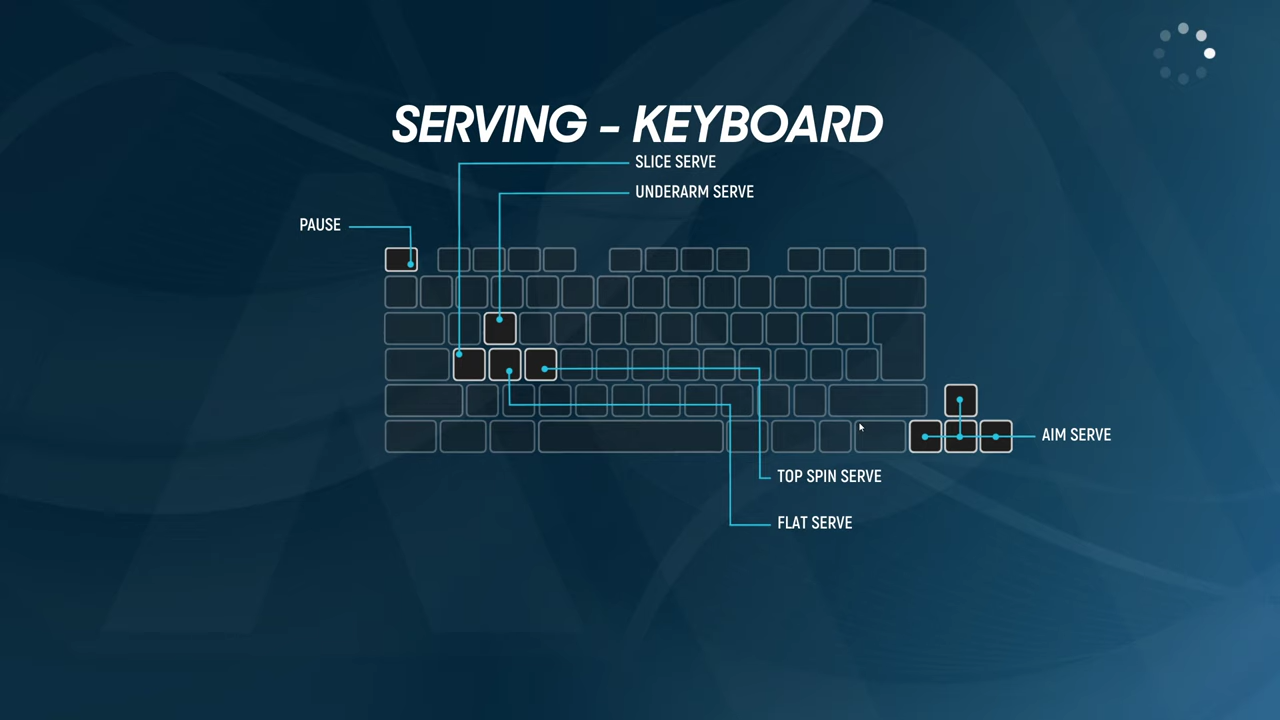 SERVING - KEYBOARD
SLICE SERVE
UNDERARM SERVE
PAUSE
AIM SERVE
TOP SPIN SERVE
FLAT SERVE